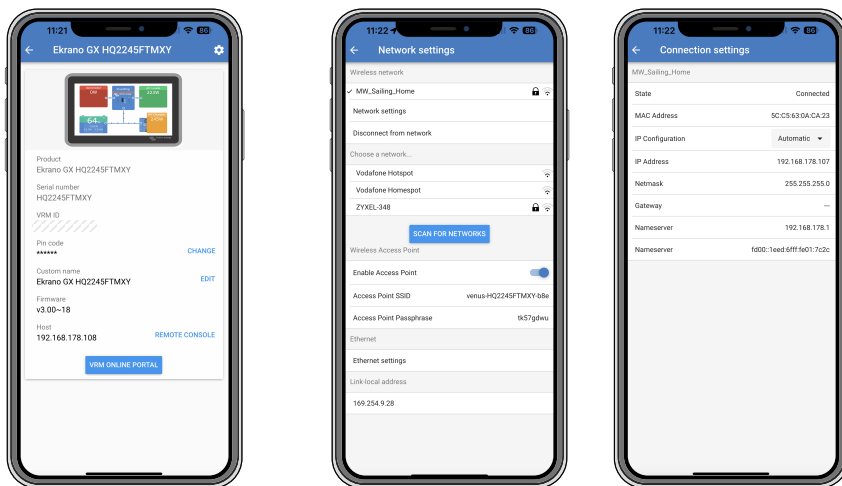 11:21
86
Ekrano GX HQ2245FTMXY
Product
Ekrano GX HQ2245FTMXY
Serial number
HQ2245FTMXY
VRM ID
Pin code
******
CHANGE
Custom name
Ekrano GX HQ2245FTMXY
EDIT
Firmware
v3.00~18
Host
192.168.178.108
REMOTE CONSOLE
VRM ONLINE PORTAL
11:22
86
Network settings
Wireless network
MW_Sailing_Home
Network settings
Disconnect from network
Choose a network...
Vodafone Hotspot
Vodafone Homespot
ZYXEL-348
SCAN FOR NETWORKS
Wireless Access Point
Enable Access Point
Access Point SSID venus-HQ2245FTMXY-b8e
Access Point Passphrase tk57gdwu
Ethernet
Ethernet settings
Link-local address
169.254.9.28
11:22
86
Connection settings
MW_Sailing_Home
State Connected
MAC Address 5C:C5:63:0A:CA:23
IP Configuration Automatic
IP Address 192.168.178.107
Netmask 255.255.255.0
Gateway ---
Nameserver 192.168.178.1
Nameserver fd00::1eed:6fff:fe01:7c2c